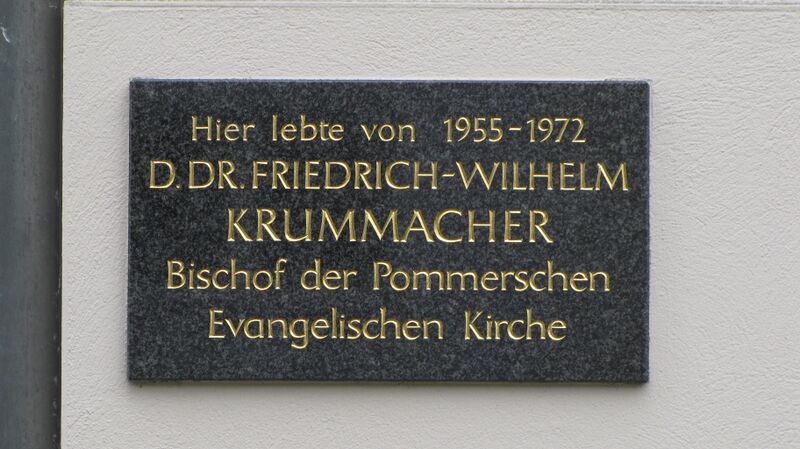 Hier lebte von 1955-1972
D. DR. FRIEDRICH-WILHELM
KRUMMACHER
Bischof der Pommerschen
Evangelischen Kirche